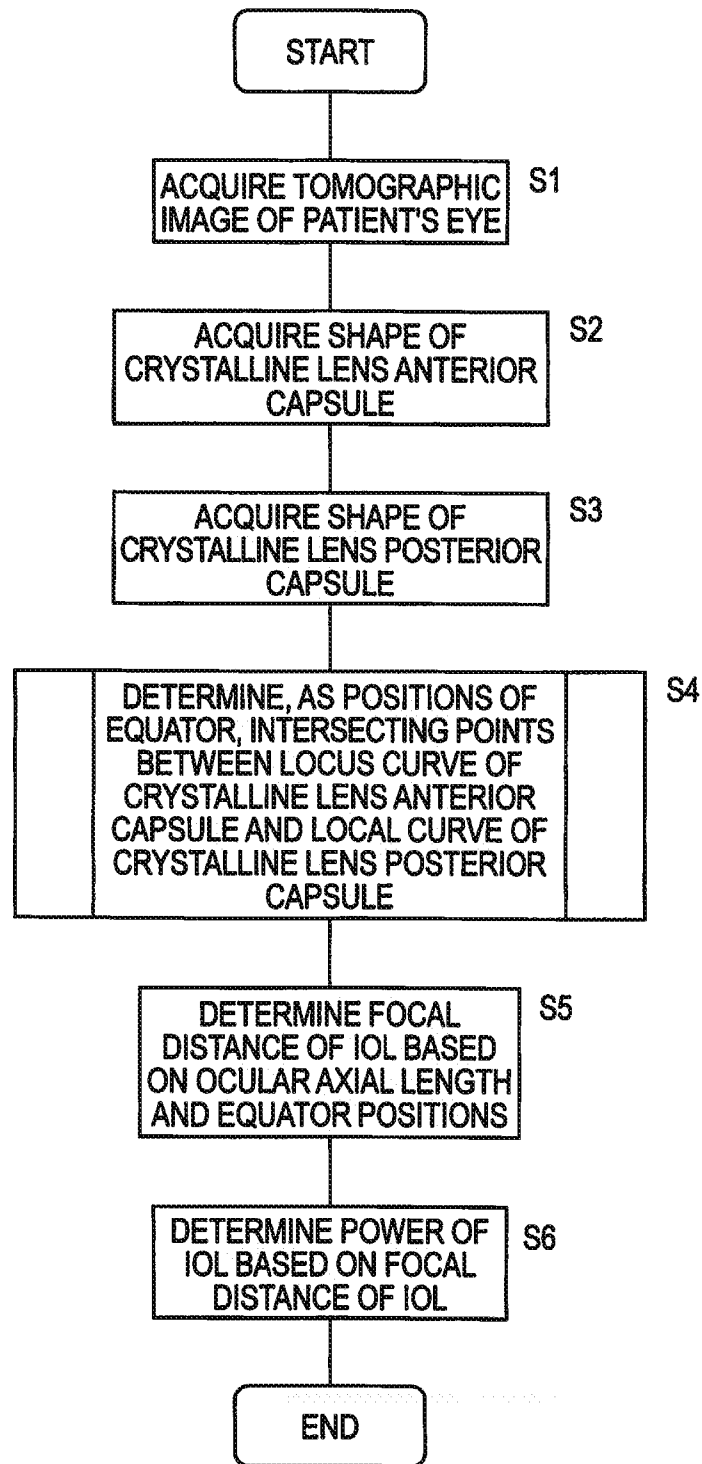 START
ACQUIRE TOMOGRAPHIC
IMAGE OF PATIENT'S EYE
S1
ACQUIRE SHAPE OF
CRYSTALLINE LENS ANTERIOR
CAPSULE
S2
ACQUIRE SHAPE OF
CRYSTALLINE LENS POSTERIOR
CAPSULE
S3
DETERMINE, AS POSITIONS OF
EQUATOR, INTERSECTING POINTS
BETWEEN LOCUS CURVE OF
CRYSTALLINE LENS ANTERIOR
CAPSULE AND LOCAL CURVE OF
CRYSTALLINE LENS POSTERIOR
CAPSULE
S4
DETERMINE FOCAL
DISTANCE OF IOL BASED
ON OCULAR AXIAL LENGTH
AND EQUATOR POSITIONS
S5
DETERMINE POWER OF
IOL BASED ON FOCAL
DISTANCE OF IOL
S6
END